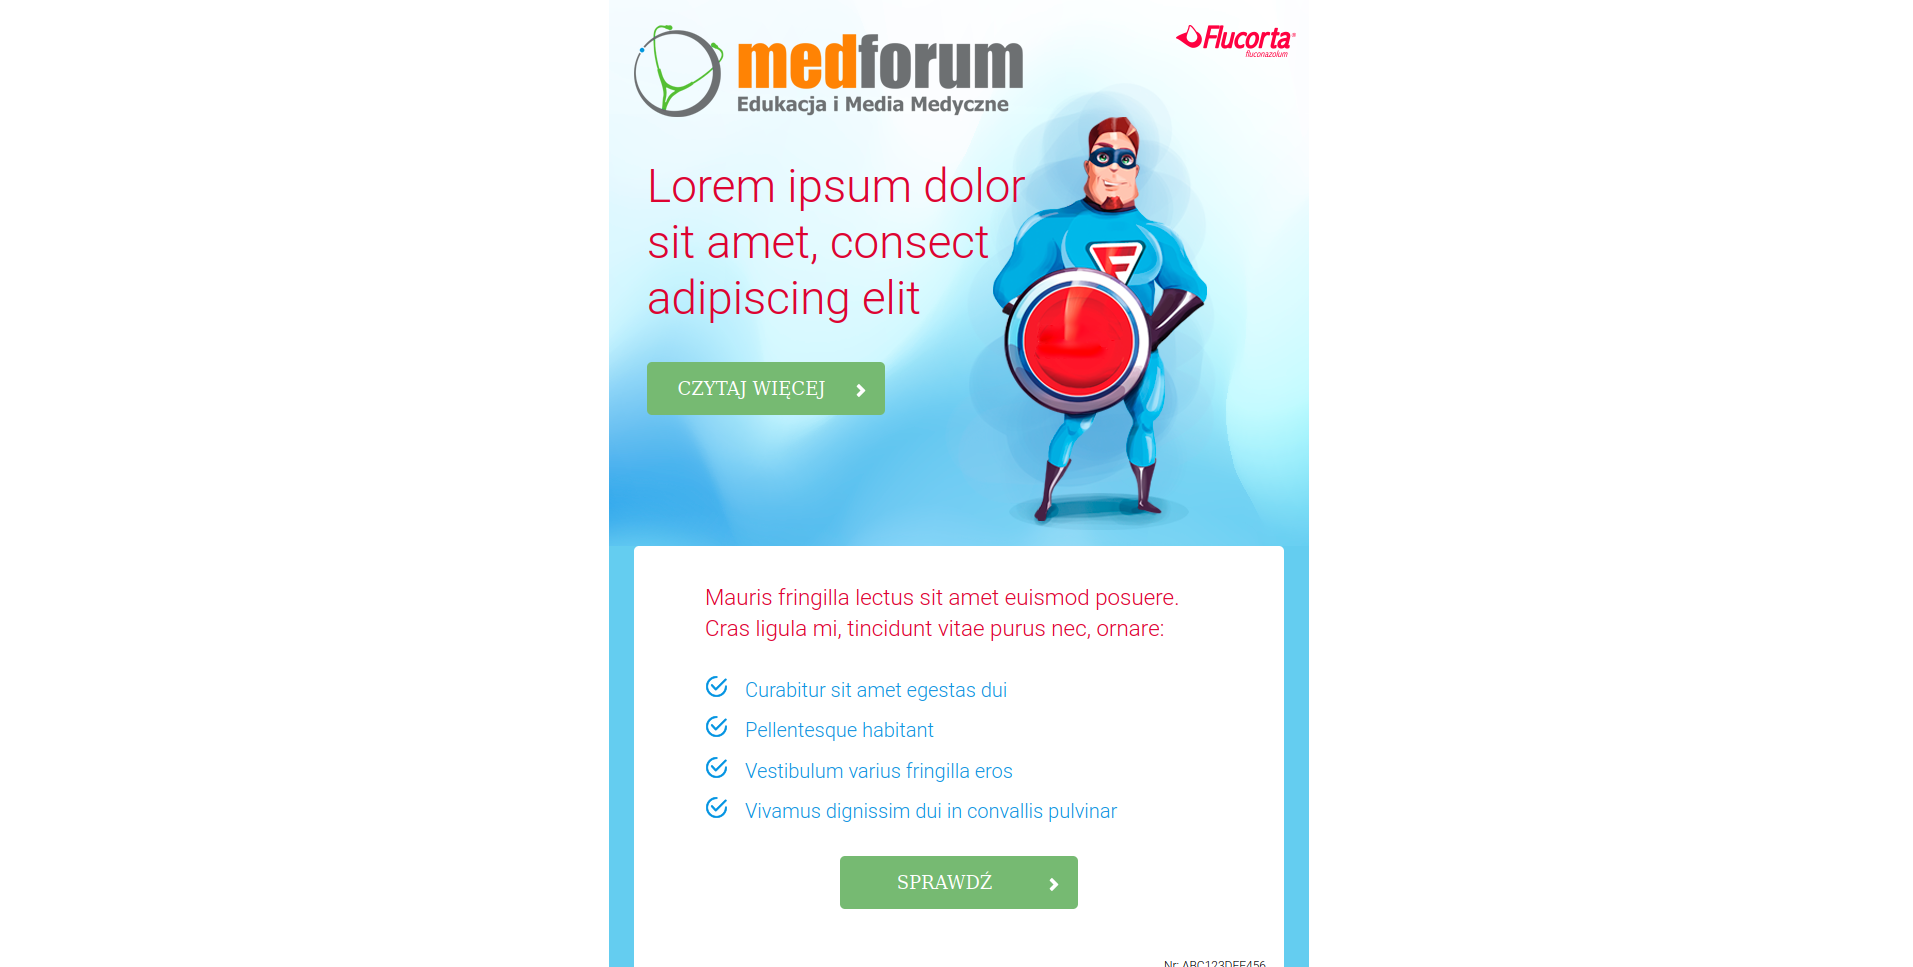 medforum
Edukacja i Media Medyczne
Flucorta®
fluconazolum
Lorem ipsum dolor
sit amet, consect
adipiscing elit
F
CZYTAJ WIĘCEJ
Mauris fringilla lectus sit amet euismod posuere.
Cras ligula mi, tincidunt vitae purus nec, ornare:
Curabitur sit amet egestas dui
Pellentesque habitant
Vestibulum varius fringilla eros
Vivamus dignissim dui in convallis pulvinar
SPRAWDŹ
Nr: ABC123DEF456